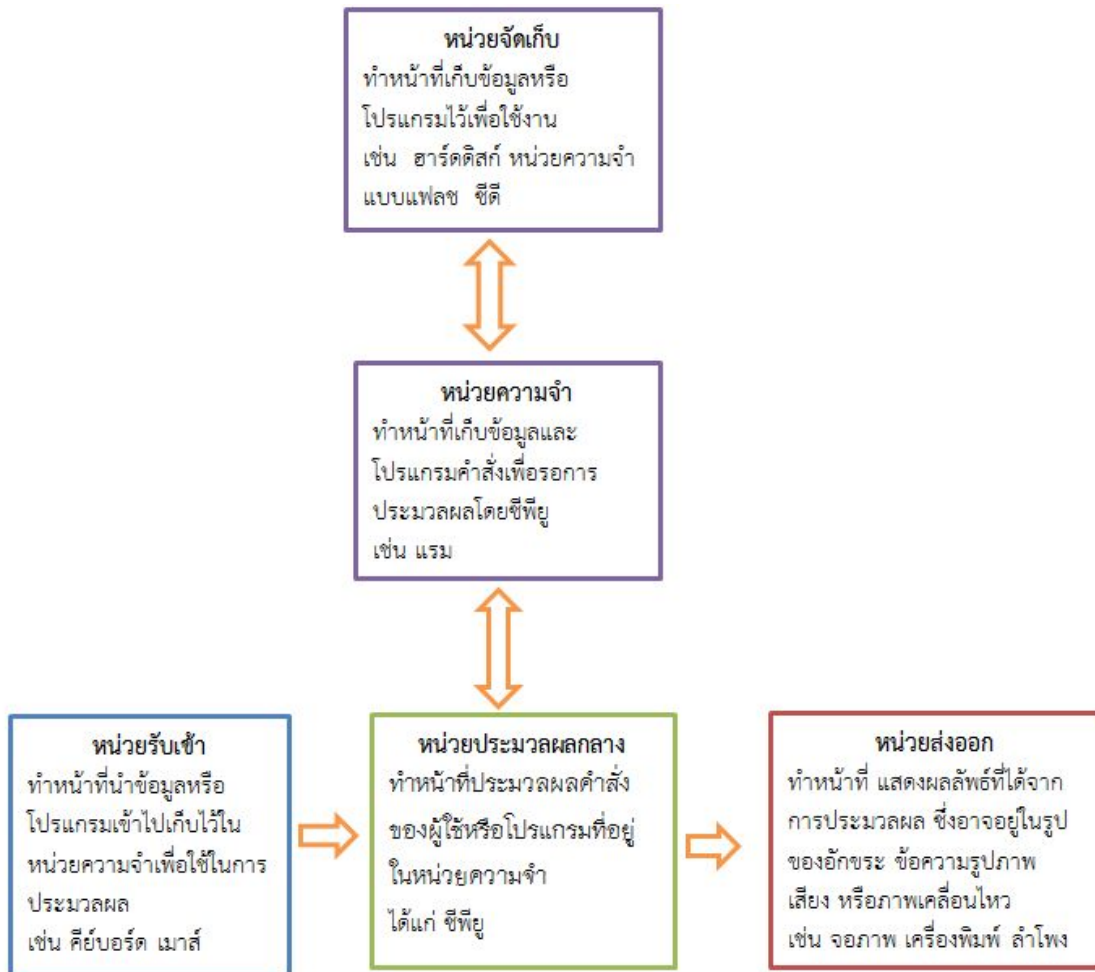 หน่วยจัดเก็บ
ทำหน้าที่เก็บข้อมูลหรือ
โปรแกรมไว้เพื่อใช้งาน
เช่น ฮาร์ดดิสก์ หน่วยความจำ
แบบแฟลช ซีดี
หน่วยความจำ
ทำหน้าที่เก็บข้อมูลและ
โปรแกรมคำสั่งเพื่อรอการ
ประมวลผลโดยซีพียู
เช่น แรม
หน่วยรับเข้า
ทำหน้าที่นำข้อมูลหรือ
โปรแกรมเข้าไปเก็บไว้ใน
หน่วยความจำเพื่อใช้ในการ
ประมวลผล
เช่น คีย์บอร์ด เมาส์
หน่วยประมวลผลกลาง
ทำหน้าที่ประมวลผลคำสั่ง
ของผู้ใช้หรือโปรแกรมที่อยู่
ในหน่วยความจำ
ได้แก่ ซีพียู
หน่วยส่งออก
ทำหน้าที่ แสดงผลลัพธ์ที่ได้จาก
การประมวลผล ซึ่งอาจอยู่ในรูป
ของอักขระ ข้อความรูปภาพ
เสียง หรือภาพเคลื่อนไหว
เช่น จอภาพ เครื่องพิมพ์ ลำโพง